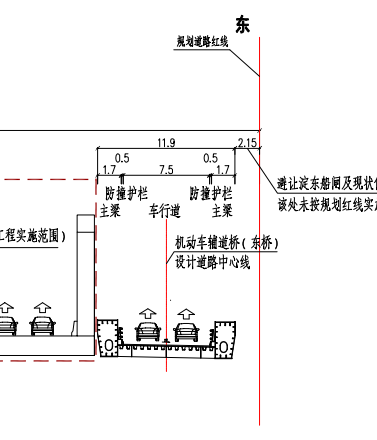 东
规划道路红线
11.9
2.15
0.5
0.5
1.7
7.5
1.7
防撞护栏
防撞护栏
主梁
车行道
主梁
避让淀东船闸及现状
该处未按规划红线实
工程实施范围)
机动车辅道桥(东桥)
设计道路中心线